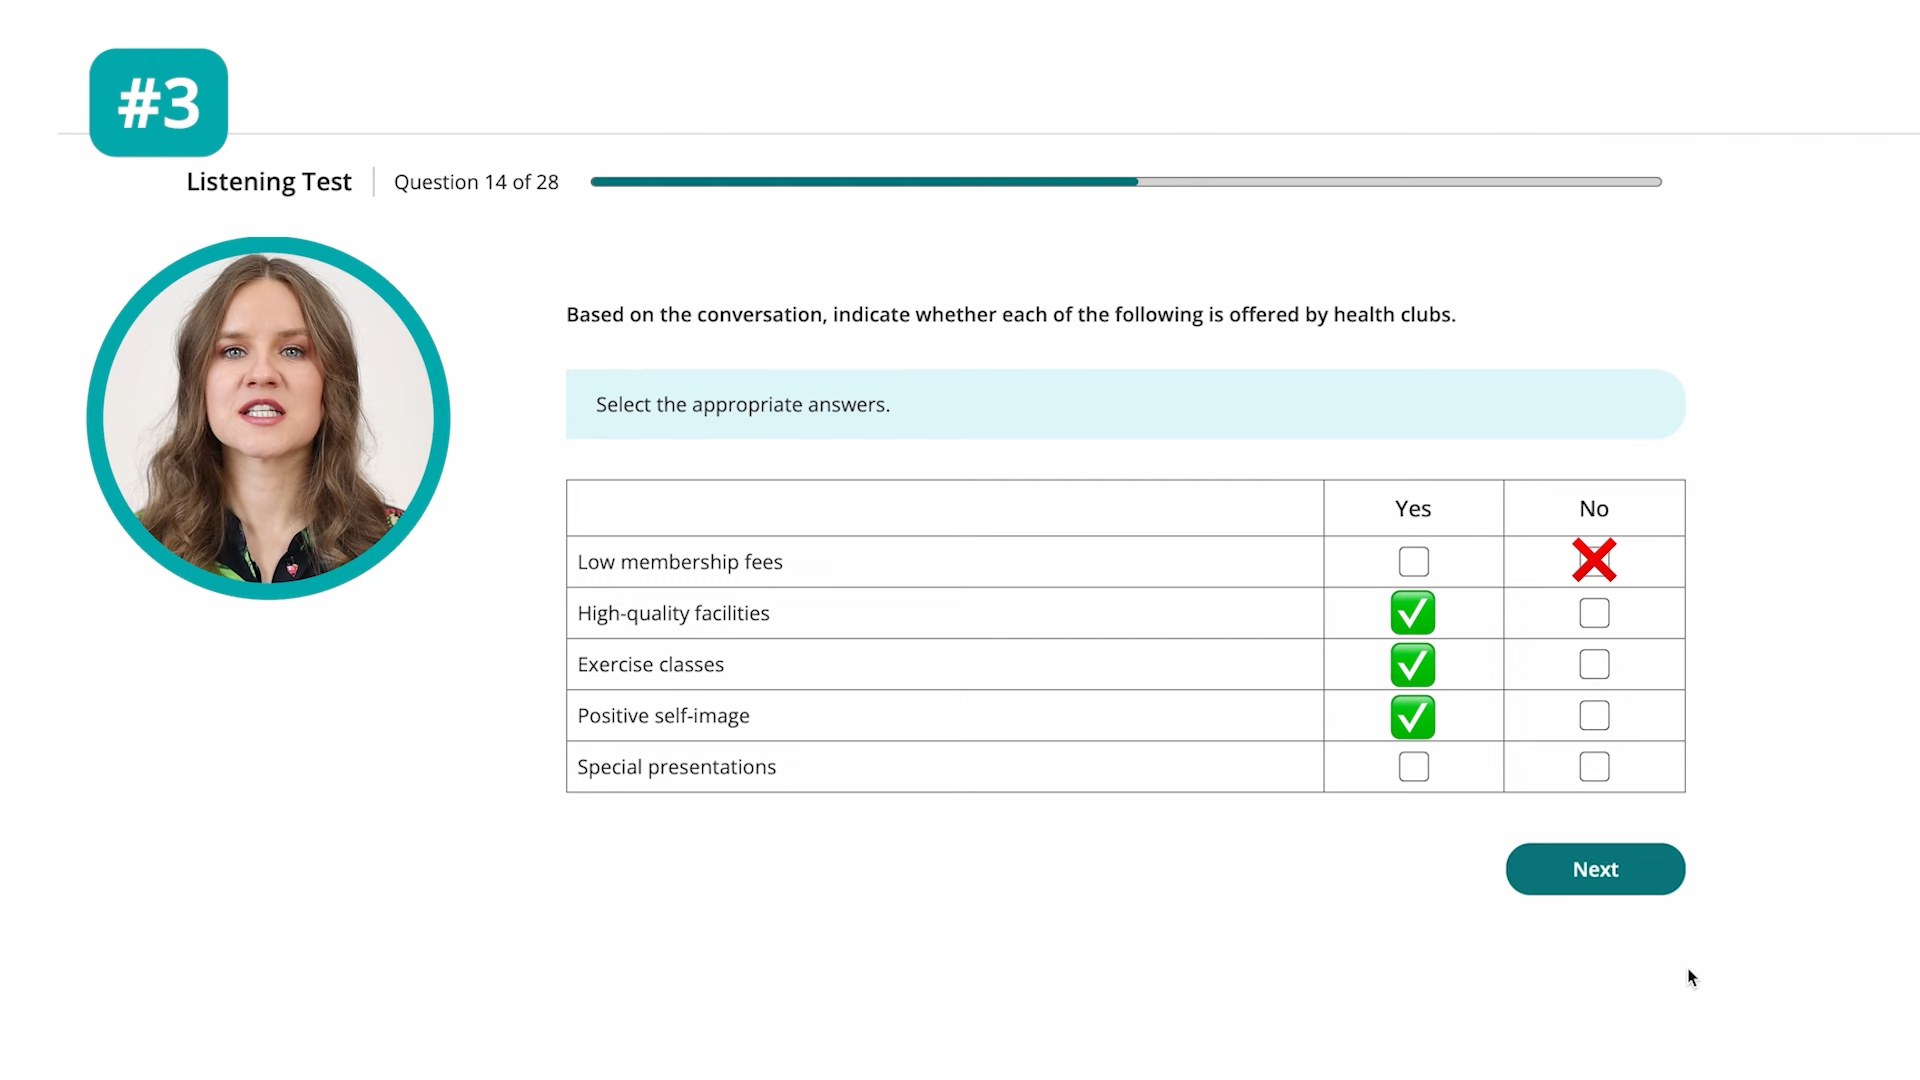 #3
Listening Test
Question 14 of 28
Based on the conversation, indicate whether each of the following is offered by health clubs.
Select the appropriate answers.
Yes No
Low membership fees
High-quality facilities
Exercise classes
Positive self-image
Special presentations
Next